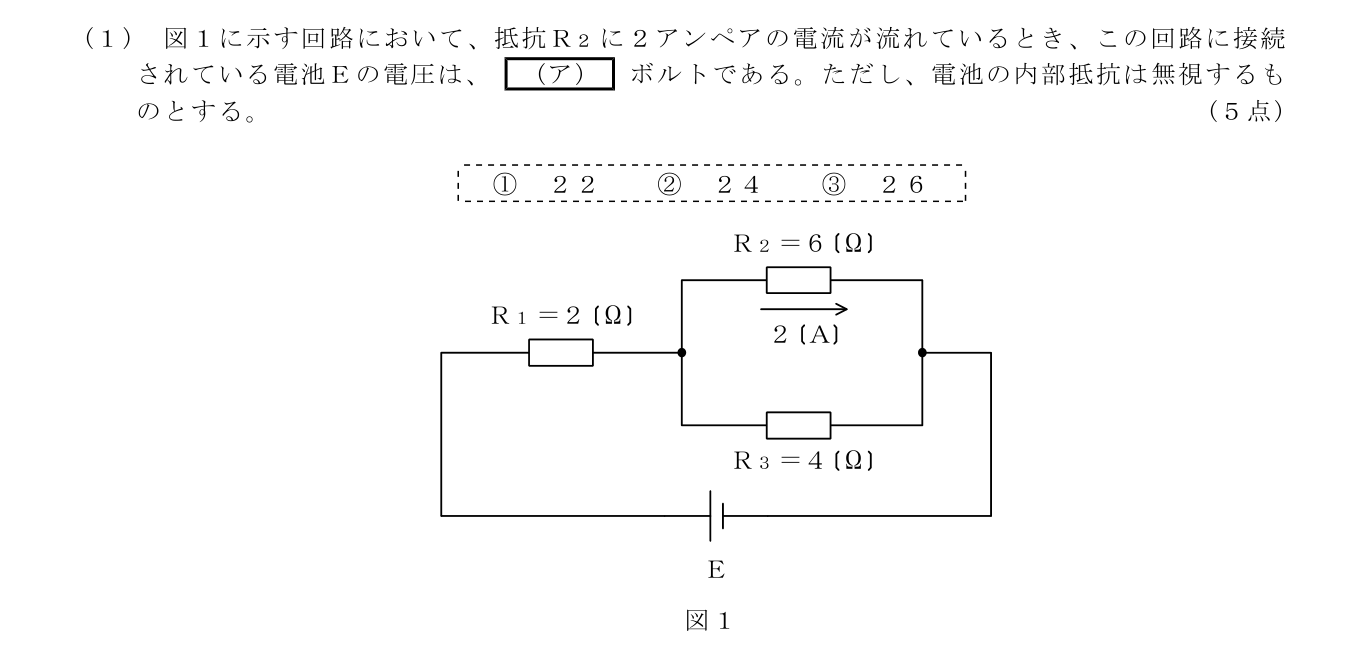 (1) 図1に示す回路において、抵抗R2に2アンペアの電流が流れているとき、この回路に接続
されている電池Eの電圧は、 (ア) ボルトである。ただし、電池の内部抵抗は無視するも
のとする。 (5点)
① 22 ② 24 ③ 26
R2=6〔Ω〕
R1=2〔Ω〕
2〔A〕
R3=4〔Ω〕
E
図1